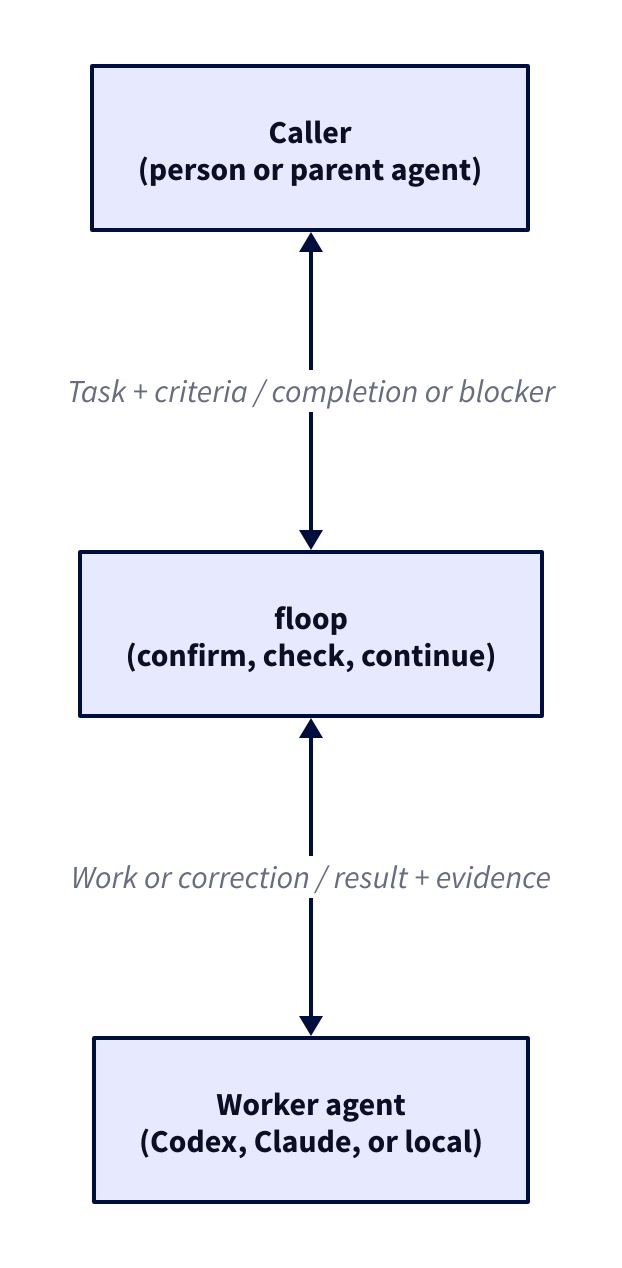 Caller
(person or parent agent)
Task + criteria / completion or blocker
floop
(confirm, check, continue)
Work or correction / result + evidence
Worker agent
(Codex, Claude, or local)